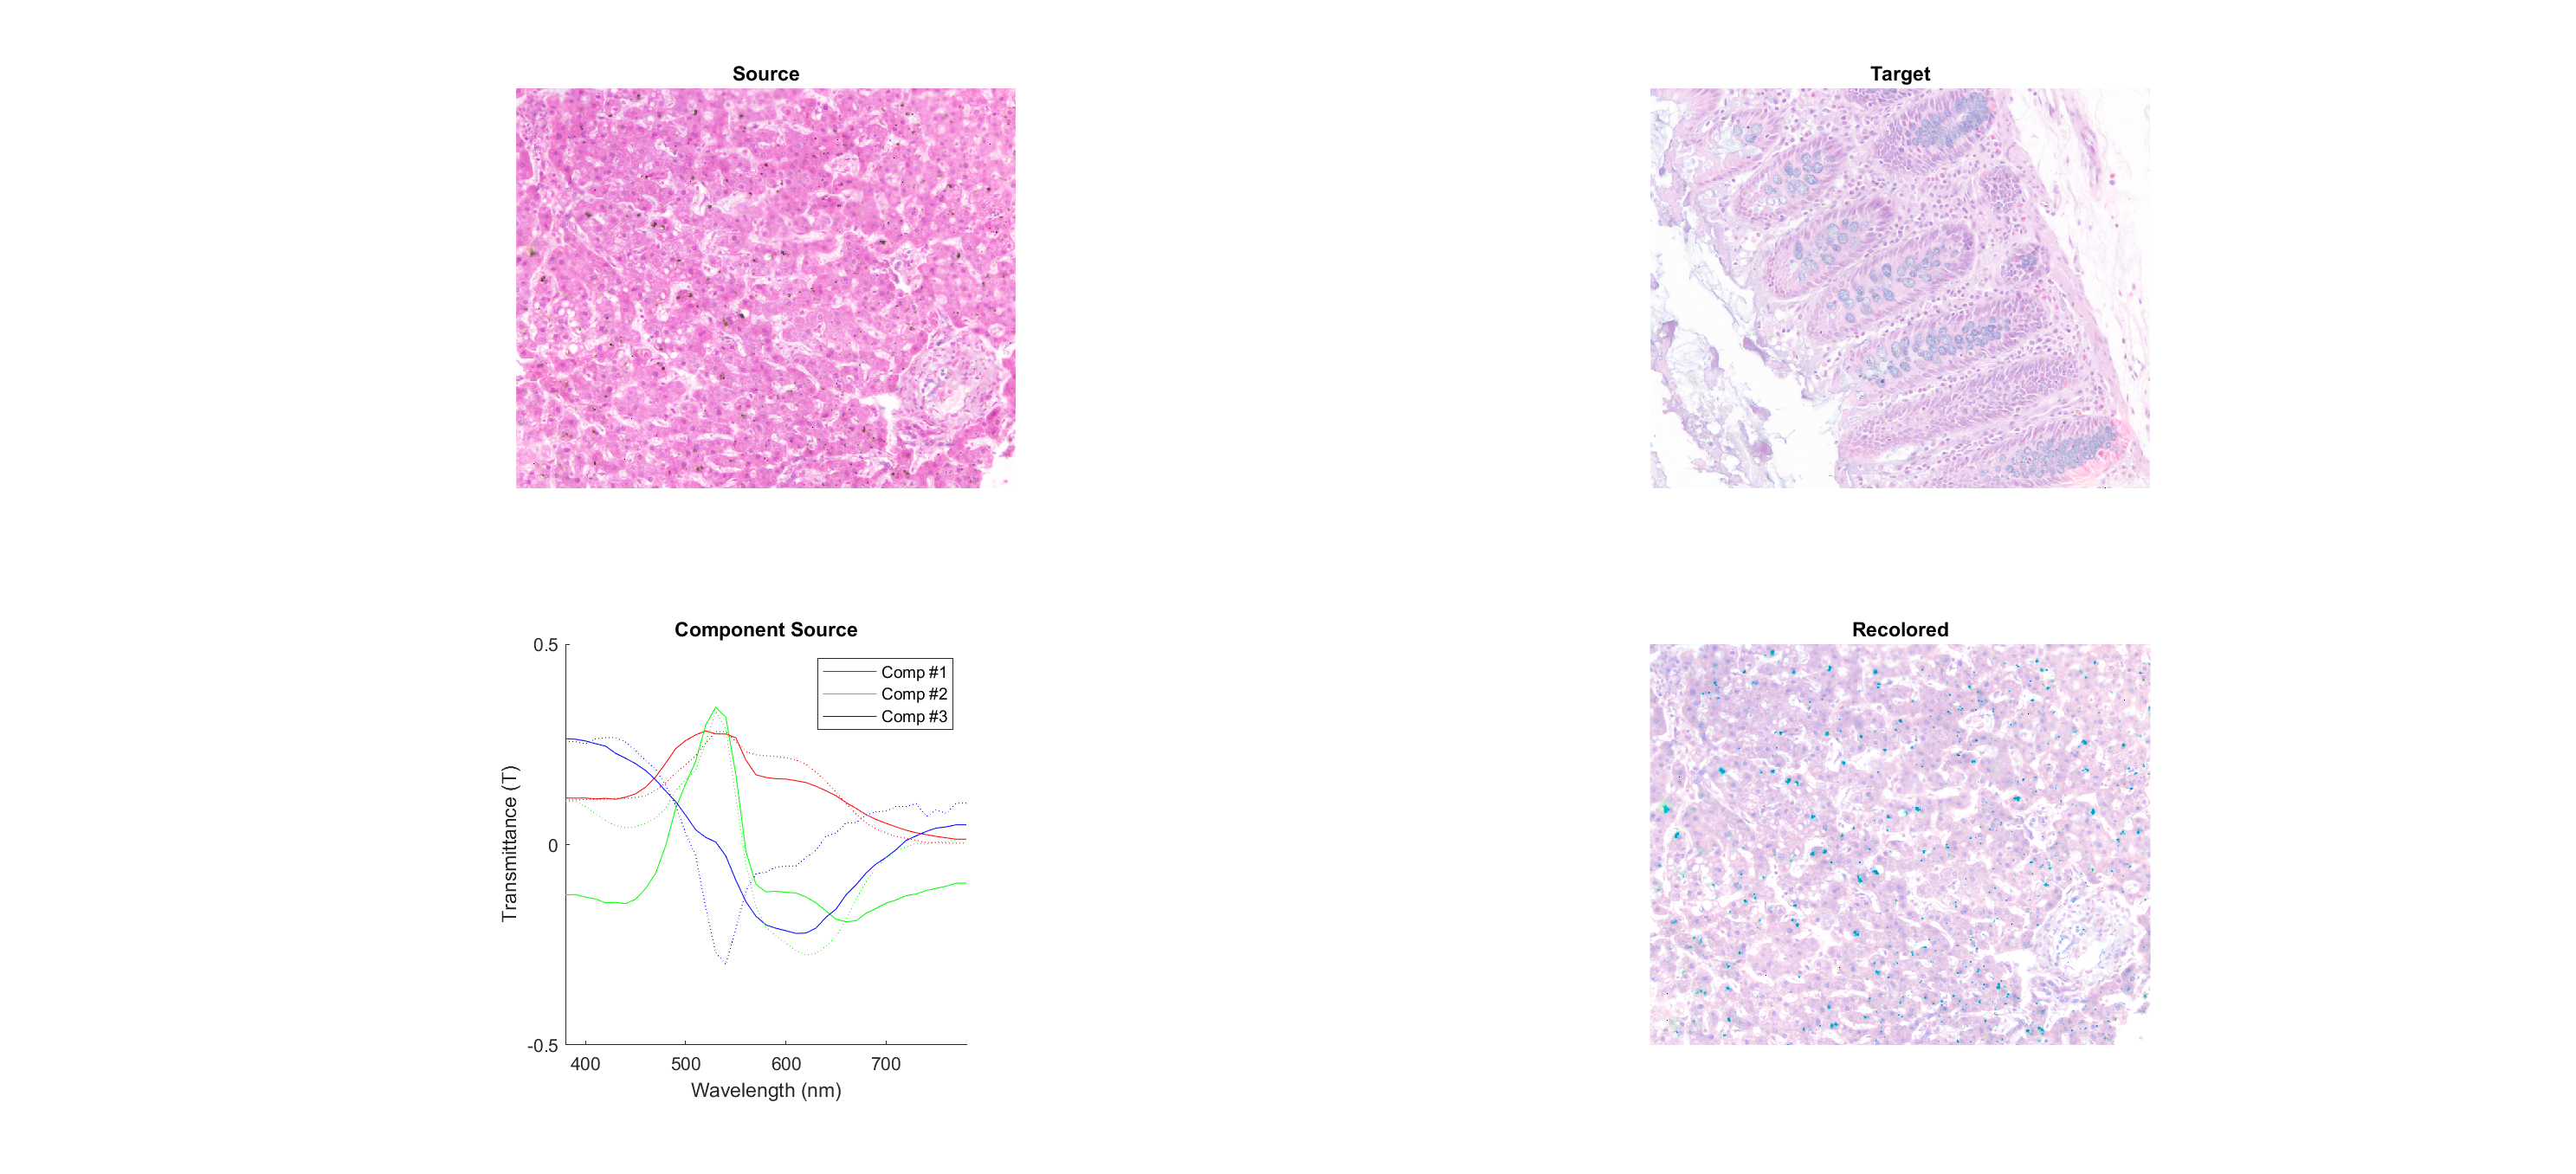 Source
Target
Component Source
0.5
Comp #1
Comp #2
Comp #3
0
-0.5
Transmittance (T)
400 500 600 700
Wavelength (nm)
Recolored